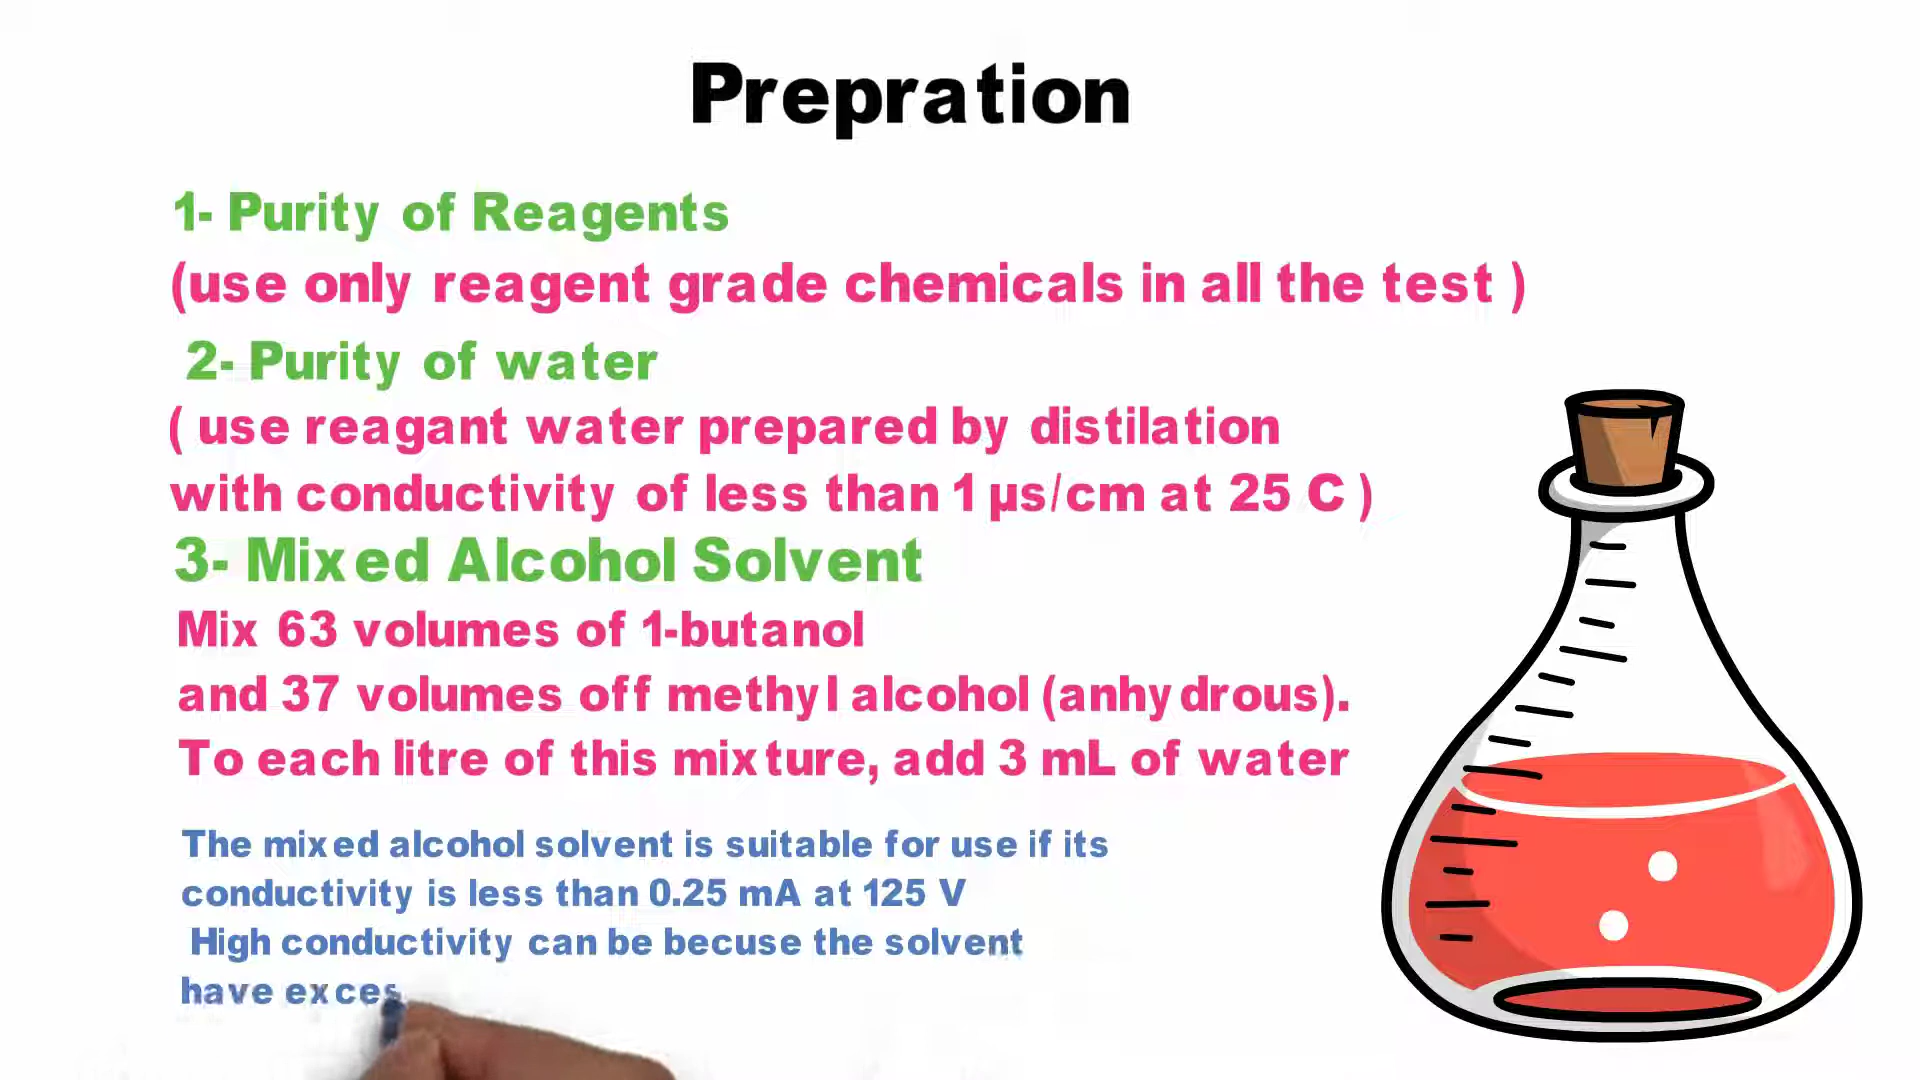 Prepration
1- Purity of Reagents
(use only reagent grade chemicals in all the test )
2- Purity of water
( use reagant water prepared by distilation
with conductivity of less than 1 µs/cm at 25 C )
3- Mixed Alcohol Solvent
Mix 63 volumes of 1-butanol
and 37 volumes off methyl alcohol (anhydrous).
To each litre of this mixture, add 3 mL of water
The mixed alcohol solvent is suitable for use if its
conductivity is less than 0.25 mA at 125 V
High conductivity can be becuse the solvent
have exces